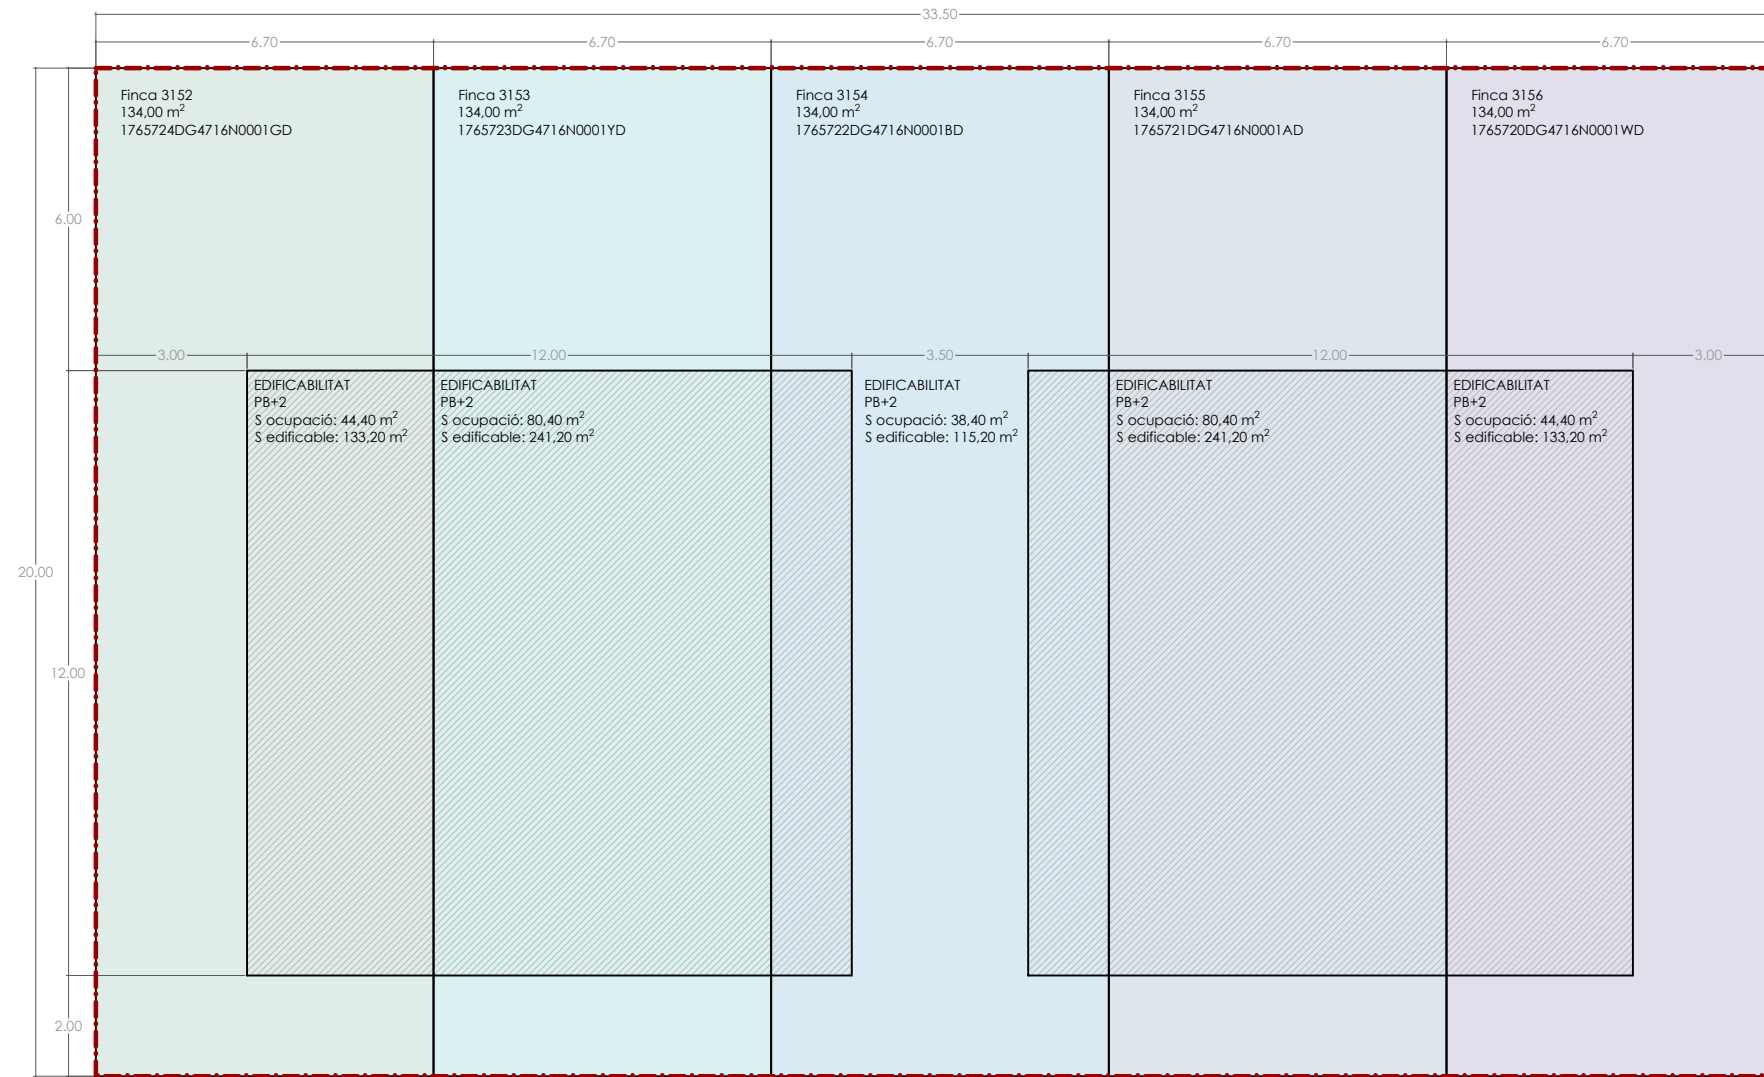 33.50
6.70 6.70 6.70 6.70 6.70
Finca 3152
134,00 m²
1765724DG4716N0001GD
Finca 3153
134,00 m²
1765723DG4716N0001YD
Finca 3154
134,00 m²
1765722DG4716N0001BD
Finca 3155
134,00 m²
1765721DG4716N0001AD
Finca 3156
134,00 m²
1765720DG4716N0001WD
6.00
3.00 12.00 3.50 12.00 3.00
EDIFICABILITAT
PB+2
S ocupació: 44,40 m²
S edificable: 133,20 m²
EDIFICABILITAT
PB+2
S ocupació: 80,40 m²
S edificable: 241,20 m²
EDIFICABILITAT
PB+2
S ocupació: 38,40 m²
S edificable: 115,20 m²
EDIFICABILITAT
PB+2
S ocupació: 80,40 m²
S edificable: 241,20 m²
EDIFICABILITAT
PB+2
S ocupació: 44,40 m²
S edificable: 133,20 m²
20.00
12.00
2.00